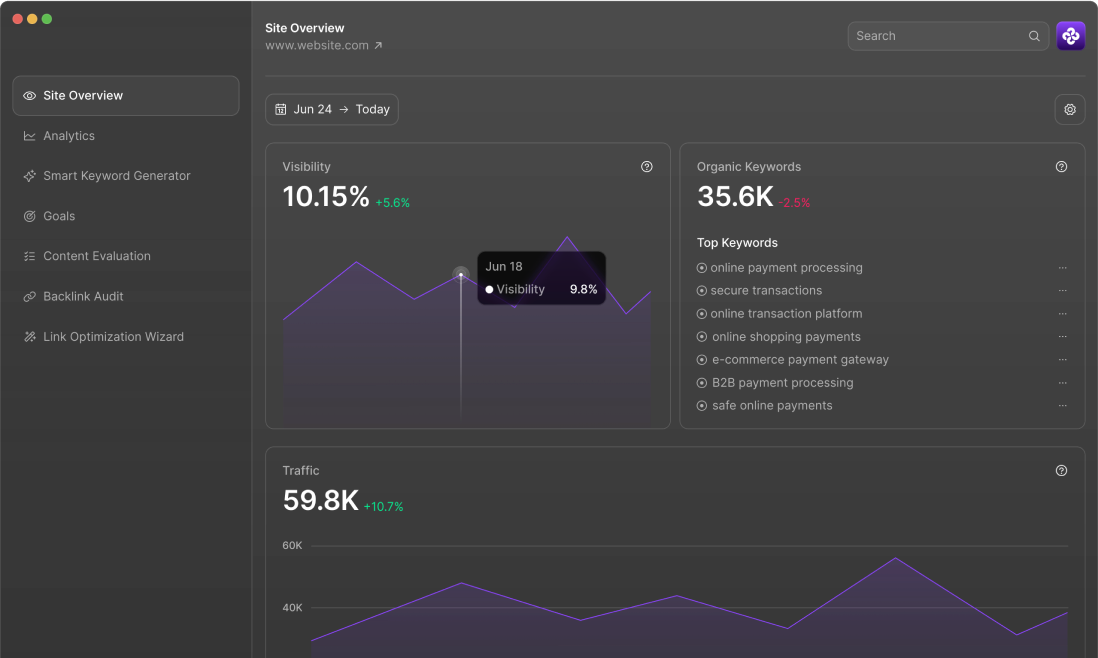 Site Overview
www.website.com
Search
Site Overview
Analytics
Smart Keyword Generator
Goals
Content Evaluation
Backlink Audit
Link Optimization Wizard
Jun 24 → Today
Visibility
10.15% +5.6%
Jun 18
Visibility 9.8%
Organic Keywords
35.6K -2.5%
Top Keywords
online payment processing
secure transactions
online transaction platform
online shopping payments
e-commerce payment gateway
B2B payment processing
safe online payments
Traffic
59.8K +10.7%
60K
40K